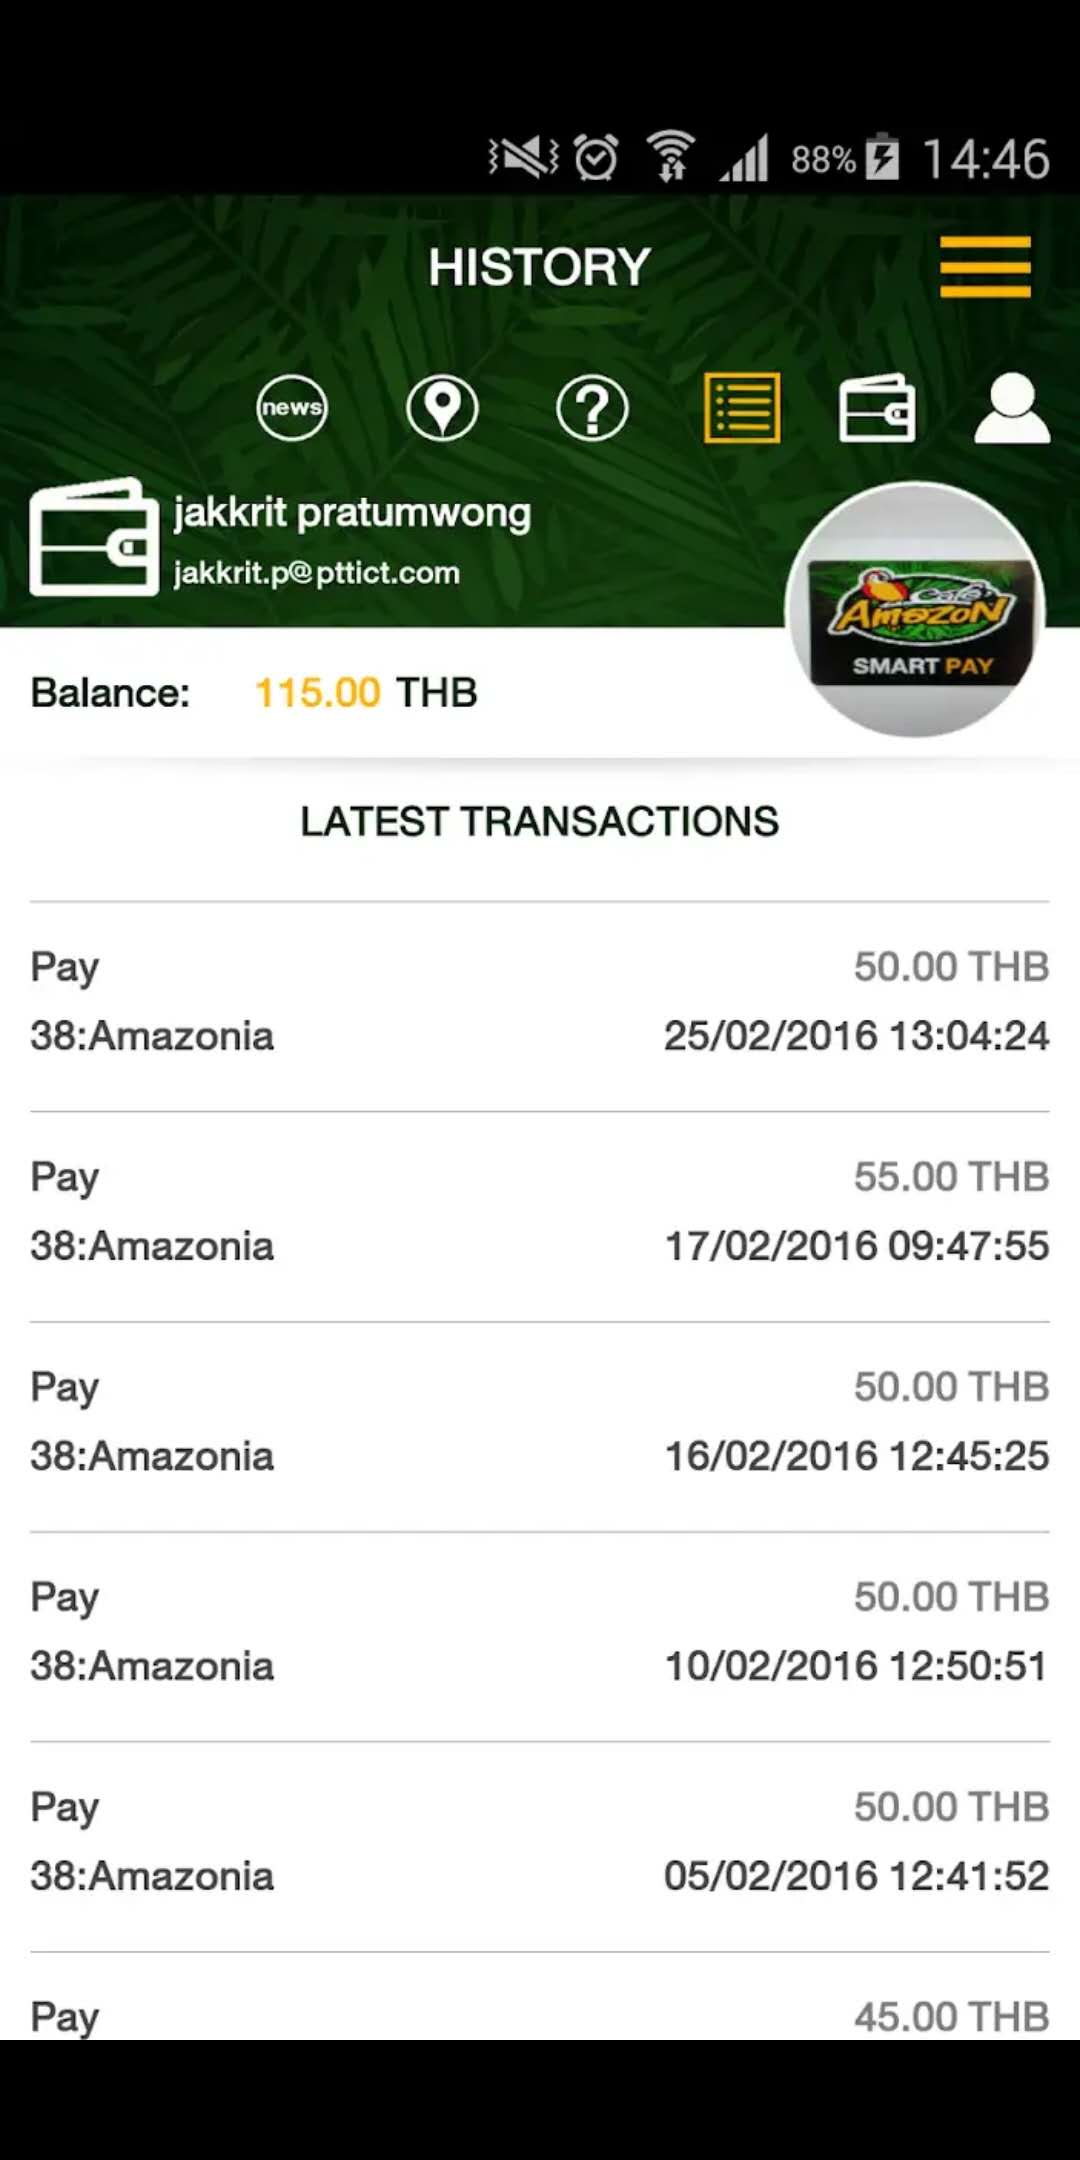 88% 14:46
HISTORY
news
?
jakkrit pratumwong
jakkrit.p@pttict.com
Café
Amazon
SMART PAY
Balance: 115.00 THB
LATEST TRANSACTIONS
Pay 50.00 THB
38:Amazonia 25/02/2016 13:04:24
Pay 55.00 THB
38:Amazonia 17/02/2016 09:47:55
Pay 50.00 THB
38:Amazonia 16/02/2016 12:45:25
Pay 50.00 THB
38:Amazonia 10/02/2016 12:50:51
Pay 50.00 THB
38:Amazonia 05/02/2016 12:41:52
Pay 45.00 THB